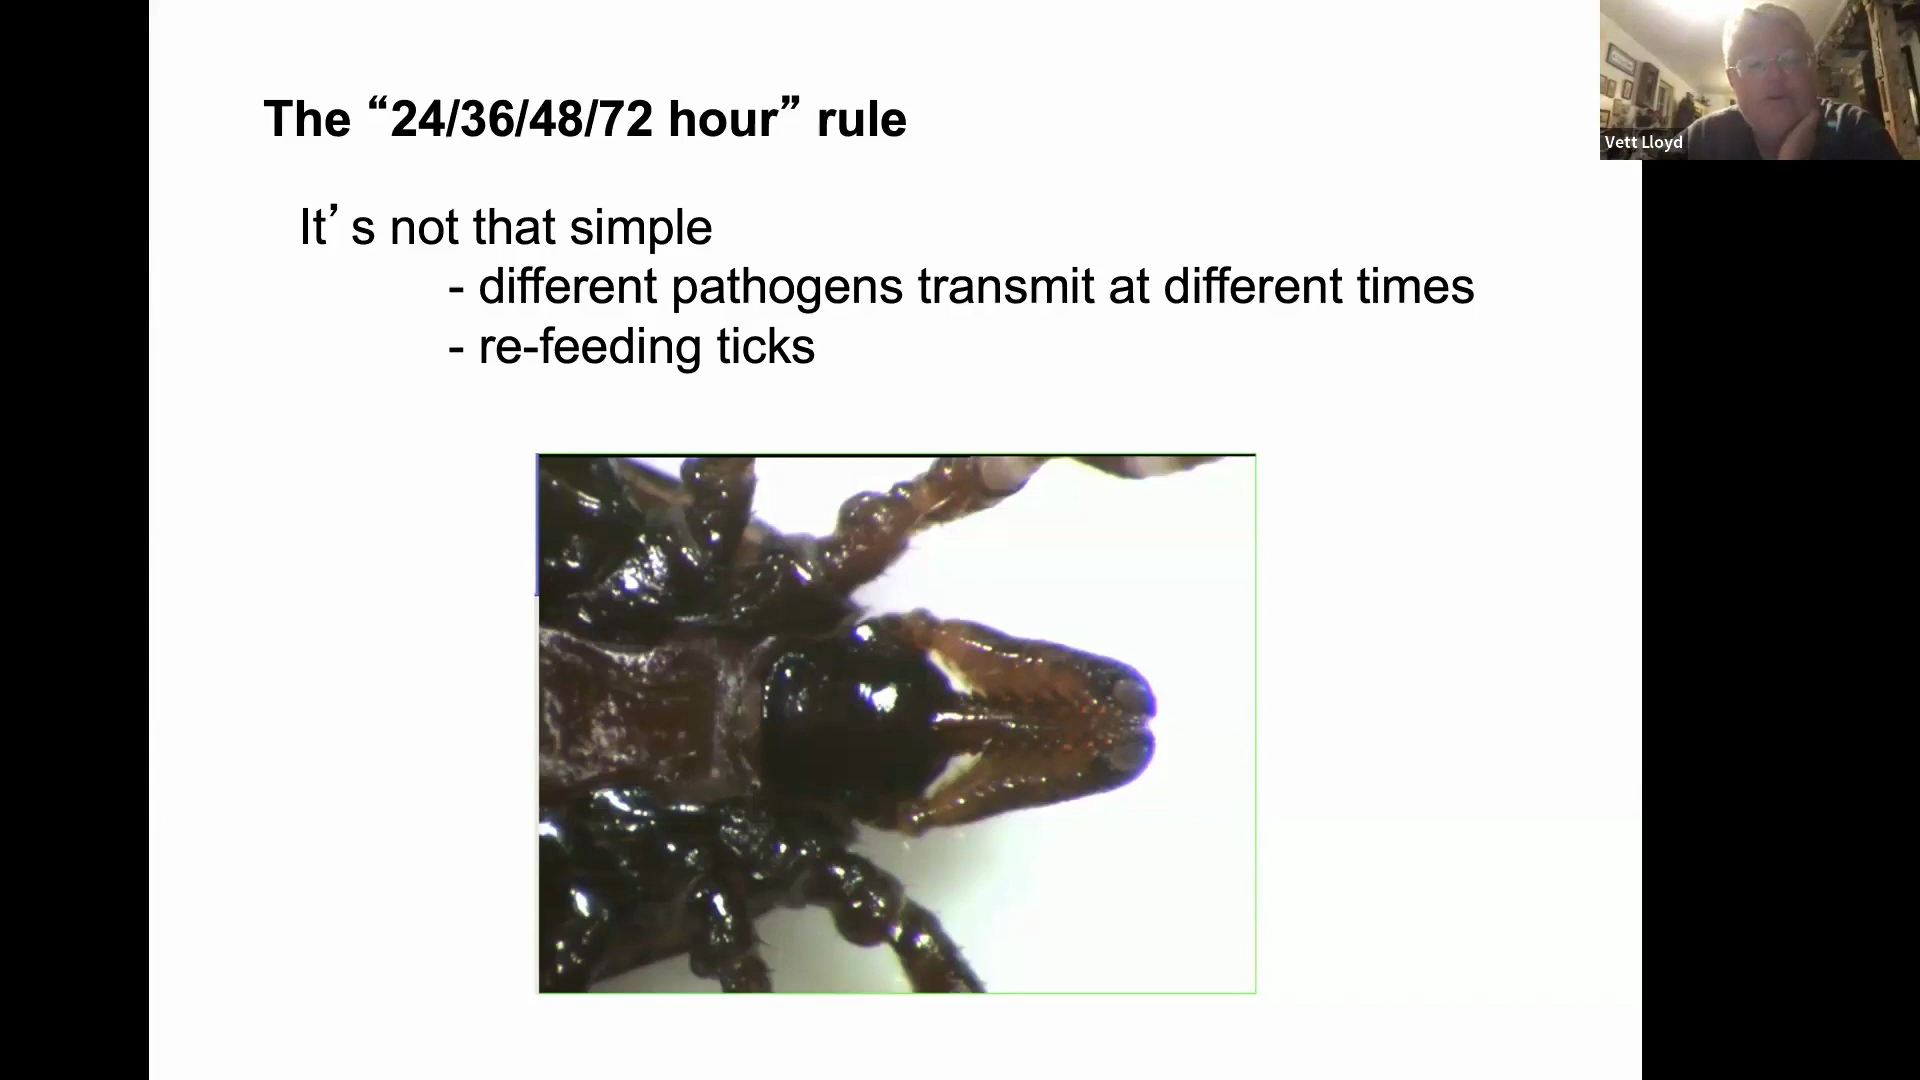 The “24/36/48/72 hour” rule
It’s not that simple
- different pathogens transmit at different times
- re-feeding ticks
Vett Lloyd